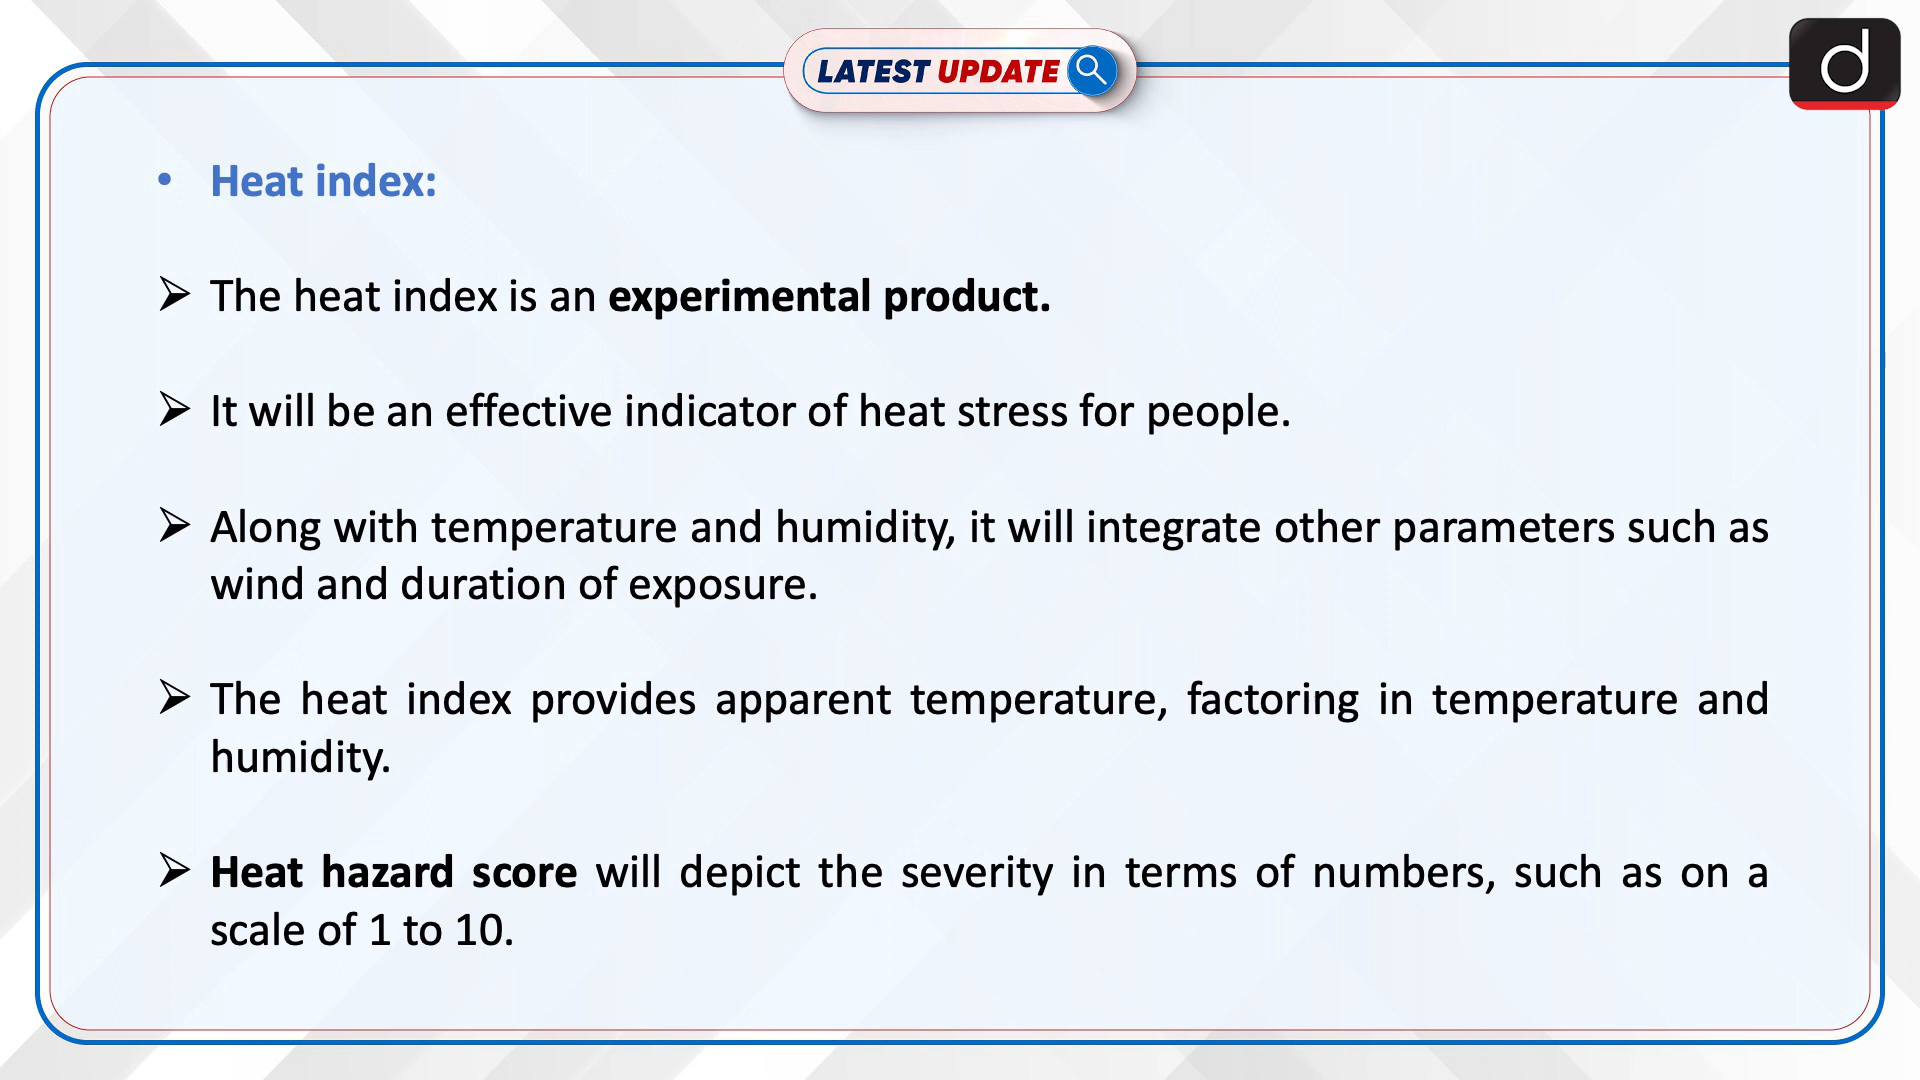 LATEST UPDATE
d
• Heat index:
➢ The heat index is an experimental product.
➢ It will be an effective indicator of heat stress for people.
➢ Along with temperature and humidity, it will integrate other parameters such as
wind and duration of exposure.
➢ The heat index provides apparent temperature, factoring in temperature and
humidity.
➢ Heat hazard score will depict the severity in terms of numbers, such as on a
scale of 1 to 10.